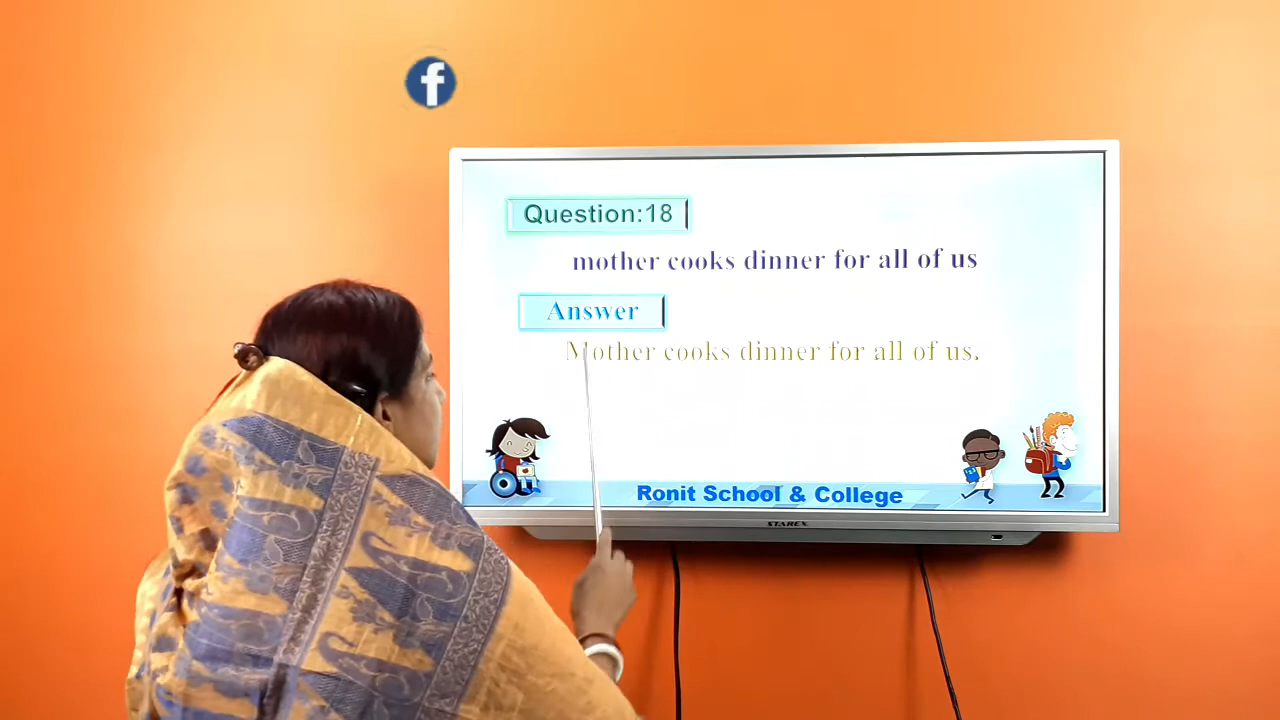 f
Question:18
mother cooks dinner for all of us
Answer
Mother cooks dinner for all of us.
Ronit School & College
STAREX